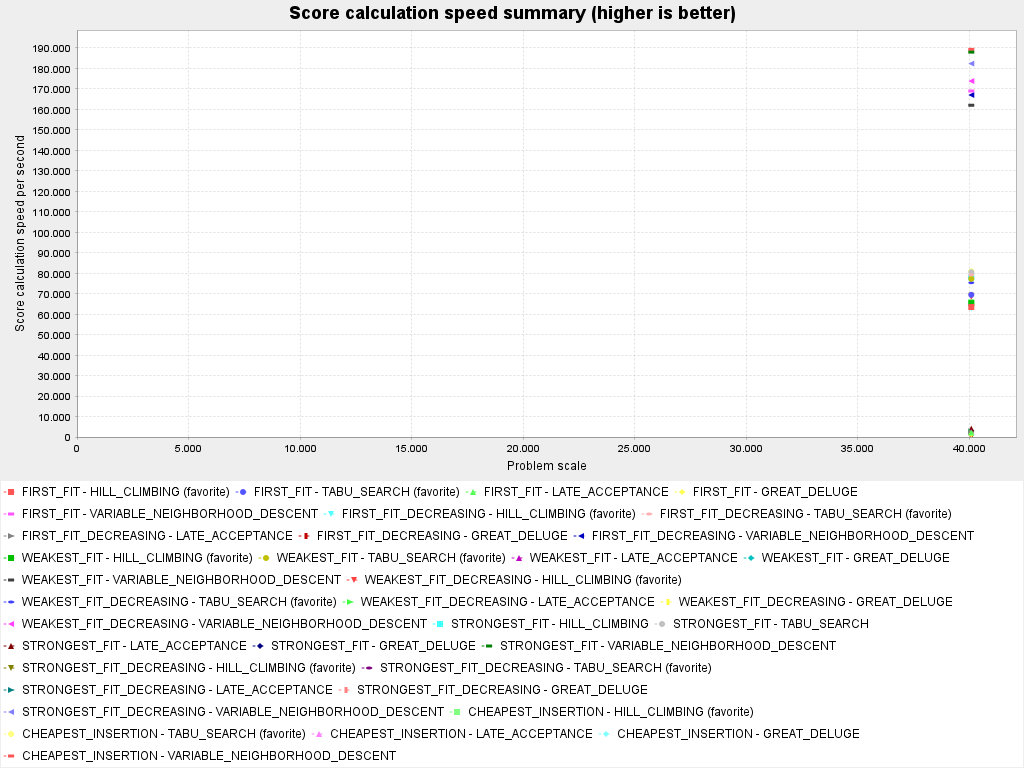 Score calculation speed summary (higher is better)
Score calculation speed per second
190.000
180.000
170.000
160.000
150.000
140.000
130.000
120.000
110.000
100.000
90.000
80.000
70.000
60.000
50.000
40.000
30.000
20.000
10.000
0
0 5.000 10.000 15.000 20.000 25.000 30.000 35.000 40.000
Problem scale
FIRST_FIT - HILL_CLIMBING (favorite) FIRST_FIT - TABU_SEARCH (favorite) FIRST_FIT - LATE_ACCEPTANCE FIRST_FIT - GREAT_DELUGE
FIRST_FIT - VARIABLE_NEIGHBORHOOD_DESCENT FIRST_FIT_DECREASING - HILL_CLIMBING (favorite) FIRST_FIT_DECREASING - TABU_SEARCH (favorite)
FIRST_FIT_DECREASING - LATE_ACCEPTANCE FIRST_FIT_DECREASING - GREAT_DELUGE FIRST_FIT_DECREASING - VARIABLE_NEIGHBORHOOD_DESCENT
WEAKEST_FIT - HILL_CLIMBING (favorite) WEAKEST_FIT - TABU_SEARCH (favorite) WEAKEST_FIT - LATE_ACCEPTANCE WEAKEST_FIT - GREAT_DELUGE
WEAKEST_FIT - VARIABLE_NEIGHBORHOOD_DESCENT WEAKEST_FIT_DECREASING - HILL_CLIMBING (favorite)
WEAKEST_FIT_DECREASING - TABU_SEARCH (favorite) WEAKEST_FIT_DECREASING - LATE_ACCEPTANCE WEAKEST_FIT_DECREASING - GREAT_DELUGE
WEAKEST_FIT_DECREASING - VARIABLE_NEIGHBORHOOD_DESCENT STRONGEST_FIT - HILL_CLIMBING STRONGEST_FIT - TABU_SEARCH
STRONGEST_FIT - LATE_ACCEPTANCE STRONGEST_FIT - GREAT_DELUGE STRONGEST_FIT - VARIABLE_NEIGHBORHOOD_DESCENT
STRONGEST_FIT_DECREASING - HILL_CLIMBING (favorite) STRONGEST_FIT_DECREASING - TABU_SEARCH (favorite)
STRONGEST_FIT_DECREASING - LATE_ACCEPTANCE STRONGEST_FIT_DECREASING - GREAT_DELUGE
STRONGEST_FIT_DECREASING - VARIABLE_NEIGHBORHOOD_DESCENT CHEAPEST_INSERTION - HILL_CLIMBING (favorite)
CHEAPEST_INSERTION - TABU_SEARCH (favorite) CHEAPEST_INSERTION - LATE_ACCEPTANCE CHEAPEST_INSERTION - GREAT_DELUGE
CHEAPEST_INSERTION - VARIABLE_NEIGHBORHOOD_DESCENT